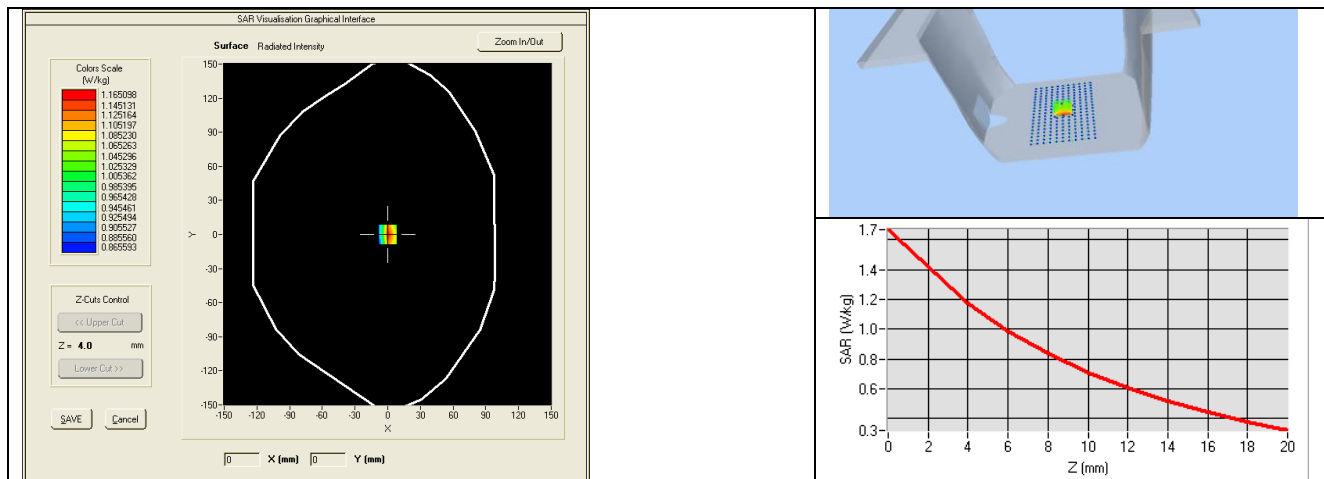 SAR Visualisation Graphical Interface
Surface Radiated Intensity
Zoom In/Out
Colors Scale
(W/kg)
1.165098
1.145131
1.125164
1.105197
1.085230
1.065263
1.045296
1.025329
1.005362
0.985395
0.965428
0.945461
0.925494
0.905527
0.885560
0.865593
Z-Cuts Control
<< Upper Cut
Z = 4.0 mm
Lower Cut >>
SAVE Cancel
150
120
90
60
30
0
-30
-60
-90
-120
-150
Y
-150 -120 -90 -60 -30 0 30 60 90 120 150
X
0 X (mm) 0 Y (mm)
1.7
1.4
1.2
1.0
0.8
0.6
0.3
SAR (W/kg)
0 2 4 6 8 10 12 14 16 18 20
Z (mm)